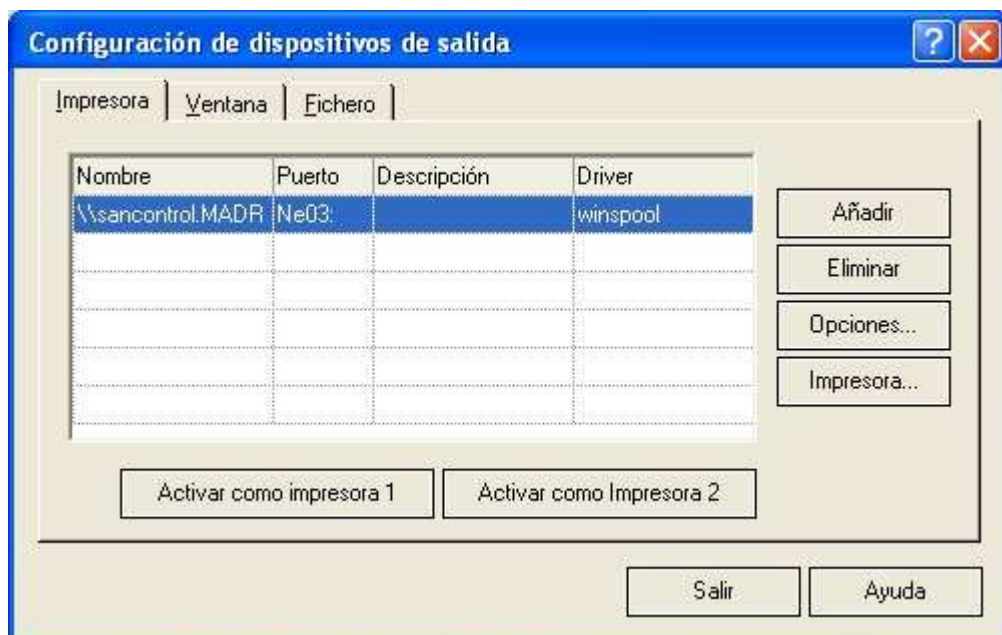 Configuración de dispositivos de salida
Impresora Ventana Fichero
Nombre Puerto Descripción Driver
\\sancontrol.MADR Ne03: winspool
Añadir
Eliminar
Opciones...
Impresora...
Activar como impresora 1 Activar como Impresora 2
Salir Ayuda